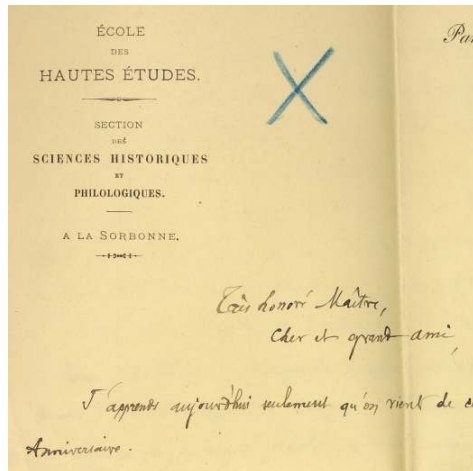 ÉCOLE
DES
HAUTES ÉTUDES.
SECTION
DES
SCIENCES HISTORIQUES
ET
PHILOLOGIQUES.
A LA SORBONNE.
Pa
Très honoré Maître,
Cher et grand ami,
J'apprends aujourd'hui seulement qu'on vient de c
Anniversaire.